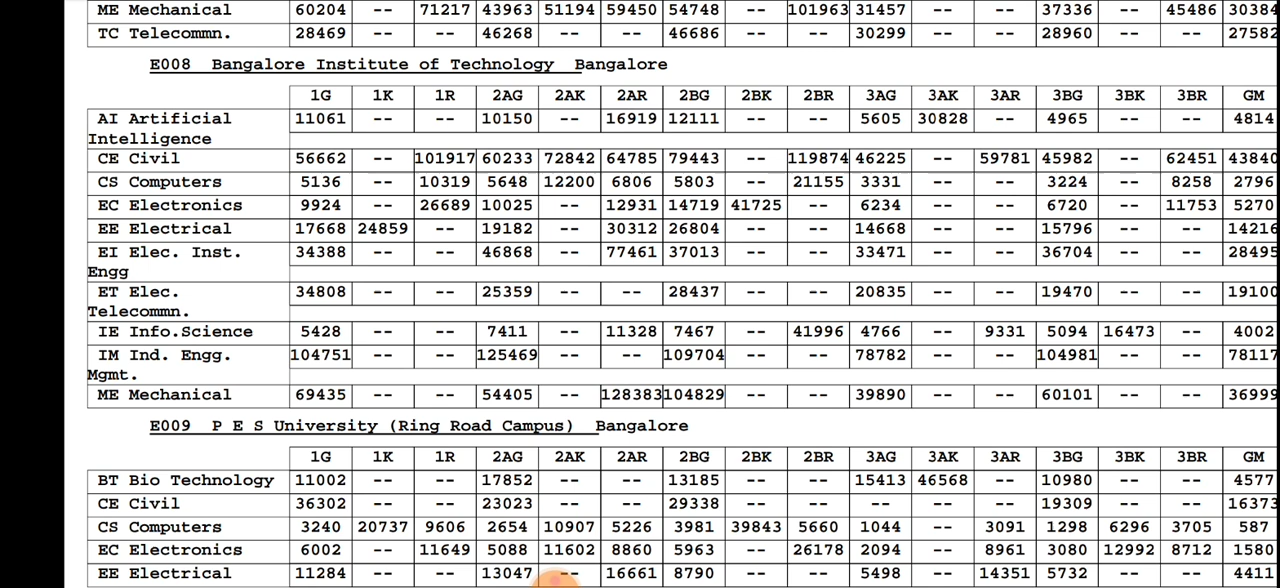 ME Mechanical 60204 -- 71217 43963 51194 59450 54748 -- 101963 31457 -- -- 37336 -- 45486 30384
TC Telecommn. 28469 -- -- 46268 -- -- 46686 -- -- 30299 -- -- 28960 -- -- 27582
E008 Bangalore Institute of Technology Bangalore
1G 1K 1R 2AG 2AK 2AR 2BG 2BK 2BR 3AG 3AK 3AR 3BG 3BK 3BR GM
AI Artificial 11061 -- -- 10150 -- 16919 12111 -- -- 5605 30828 -- 4965 -- -- 4814
Intelligence
CE Civil 56662 -- 101917 60233 72842 64785 79443 -- 119874 46225 -- 59781 45982 -- 62451 43840
CS Computers 5136 -- 10319 5648 12200 6806 5803 -- 21155 3331 -- -- 3224 -- 8258 2796
EC Electronics 9924 -- 26689 10025 -- 12931 14719 41725 -- 6234 -- -- 6720 -- 11753 5270
EE Electrical 17668 24859 -- 19182 -- 30312 26804 -- -- 14668 -- -- 15796 -- -- 14216
EI Elec. Inst. 34388 -- -- 46868 -- 77461 37013 -- -- 33471 -- -- 36704 -- -- 28495
Engg
ET Elec. 34808 -- -- 25359 -- -- 28437 -- -- 20835 -- -- 19470 -- -- 19100
Telecommn.
IE Info.Science 5428 -- -- 7411 -- 11328 7467 -- 41996 4766 -- 9331 5094 16473 -- 4002
IM Ind. Engg. 104751 -- -- 125469 -- -- 109704 -- -- 78782 -- -- 104981 -- -- 78117
Mgmt.
ME Mechanical 69435 -- -- 54405 -- 128383 104829 -- -- 39890 -- -- 60101 -- -- 36999
E009 P E S University (Ring Road Campus) Bangalore
1G 1K 1R 2AG 2AK 2AR 2BG 2BK 2BR 3AG 3AK 3AR 3BG 3BK 3BR GM
BT Bio Technology 11002 -- -- 17852 -- -- 13185 -- -- 15413 46568 -- 10980 -- -- 4577
CE Civil 36302 -- -- 23023 -- -- 29338 -- -- -- -- -- 19309 -- -- 16373
CS Computers 3240 20737 9606 2654 10907 5226 3981 39843 5660 1044 -- 3091 1298 6296 3705 587
EC Electronics 6002 -- 11649 5088 11602 8860 5963 -- 26178 2094 -- 8961 3080 12992 8712 1580
EE Electrical 11284 -- -- 13047 -- 16661 8790 -- -- 5498 -- 14351 5732 -- -- 4411